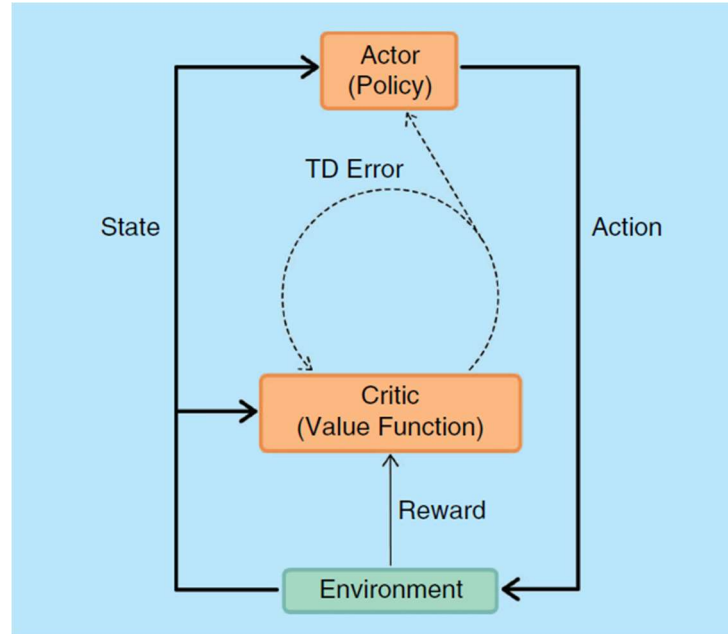 Actor
(Policy)
TD Error
State
Action
Critic
(Value Function)
Reward
Environment